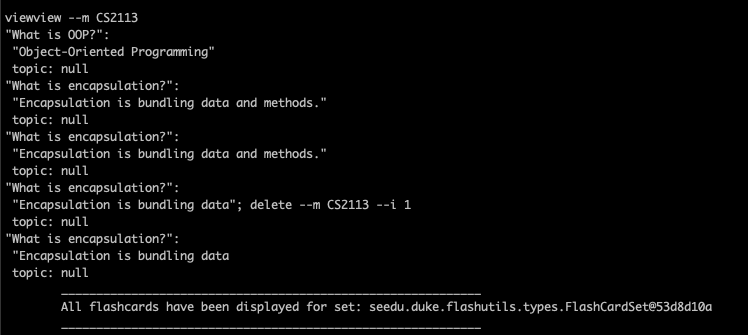 viewview --m CS2113
"What is OOP?":
 "Object-Oriented Programming"
 topic: null
"What is encapsulation?":
 "Encapsulation is bundling data and methods."
 topic: null
"What is encapsulation?":
 "Encapsulation is bundling data and methods."
 topic: null
"What is encapsulation?":
 "Encapsulation is bundling data"; delete --m CS2113 --i 1
 topic: null
"What is encapsulation?":
 "Encapsulation is bundling data
 topic: null
All flashcards have been displayed for set: seedu.duke.flashutils.types.FlashCardSet@53d8d10a